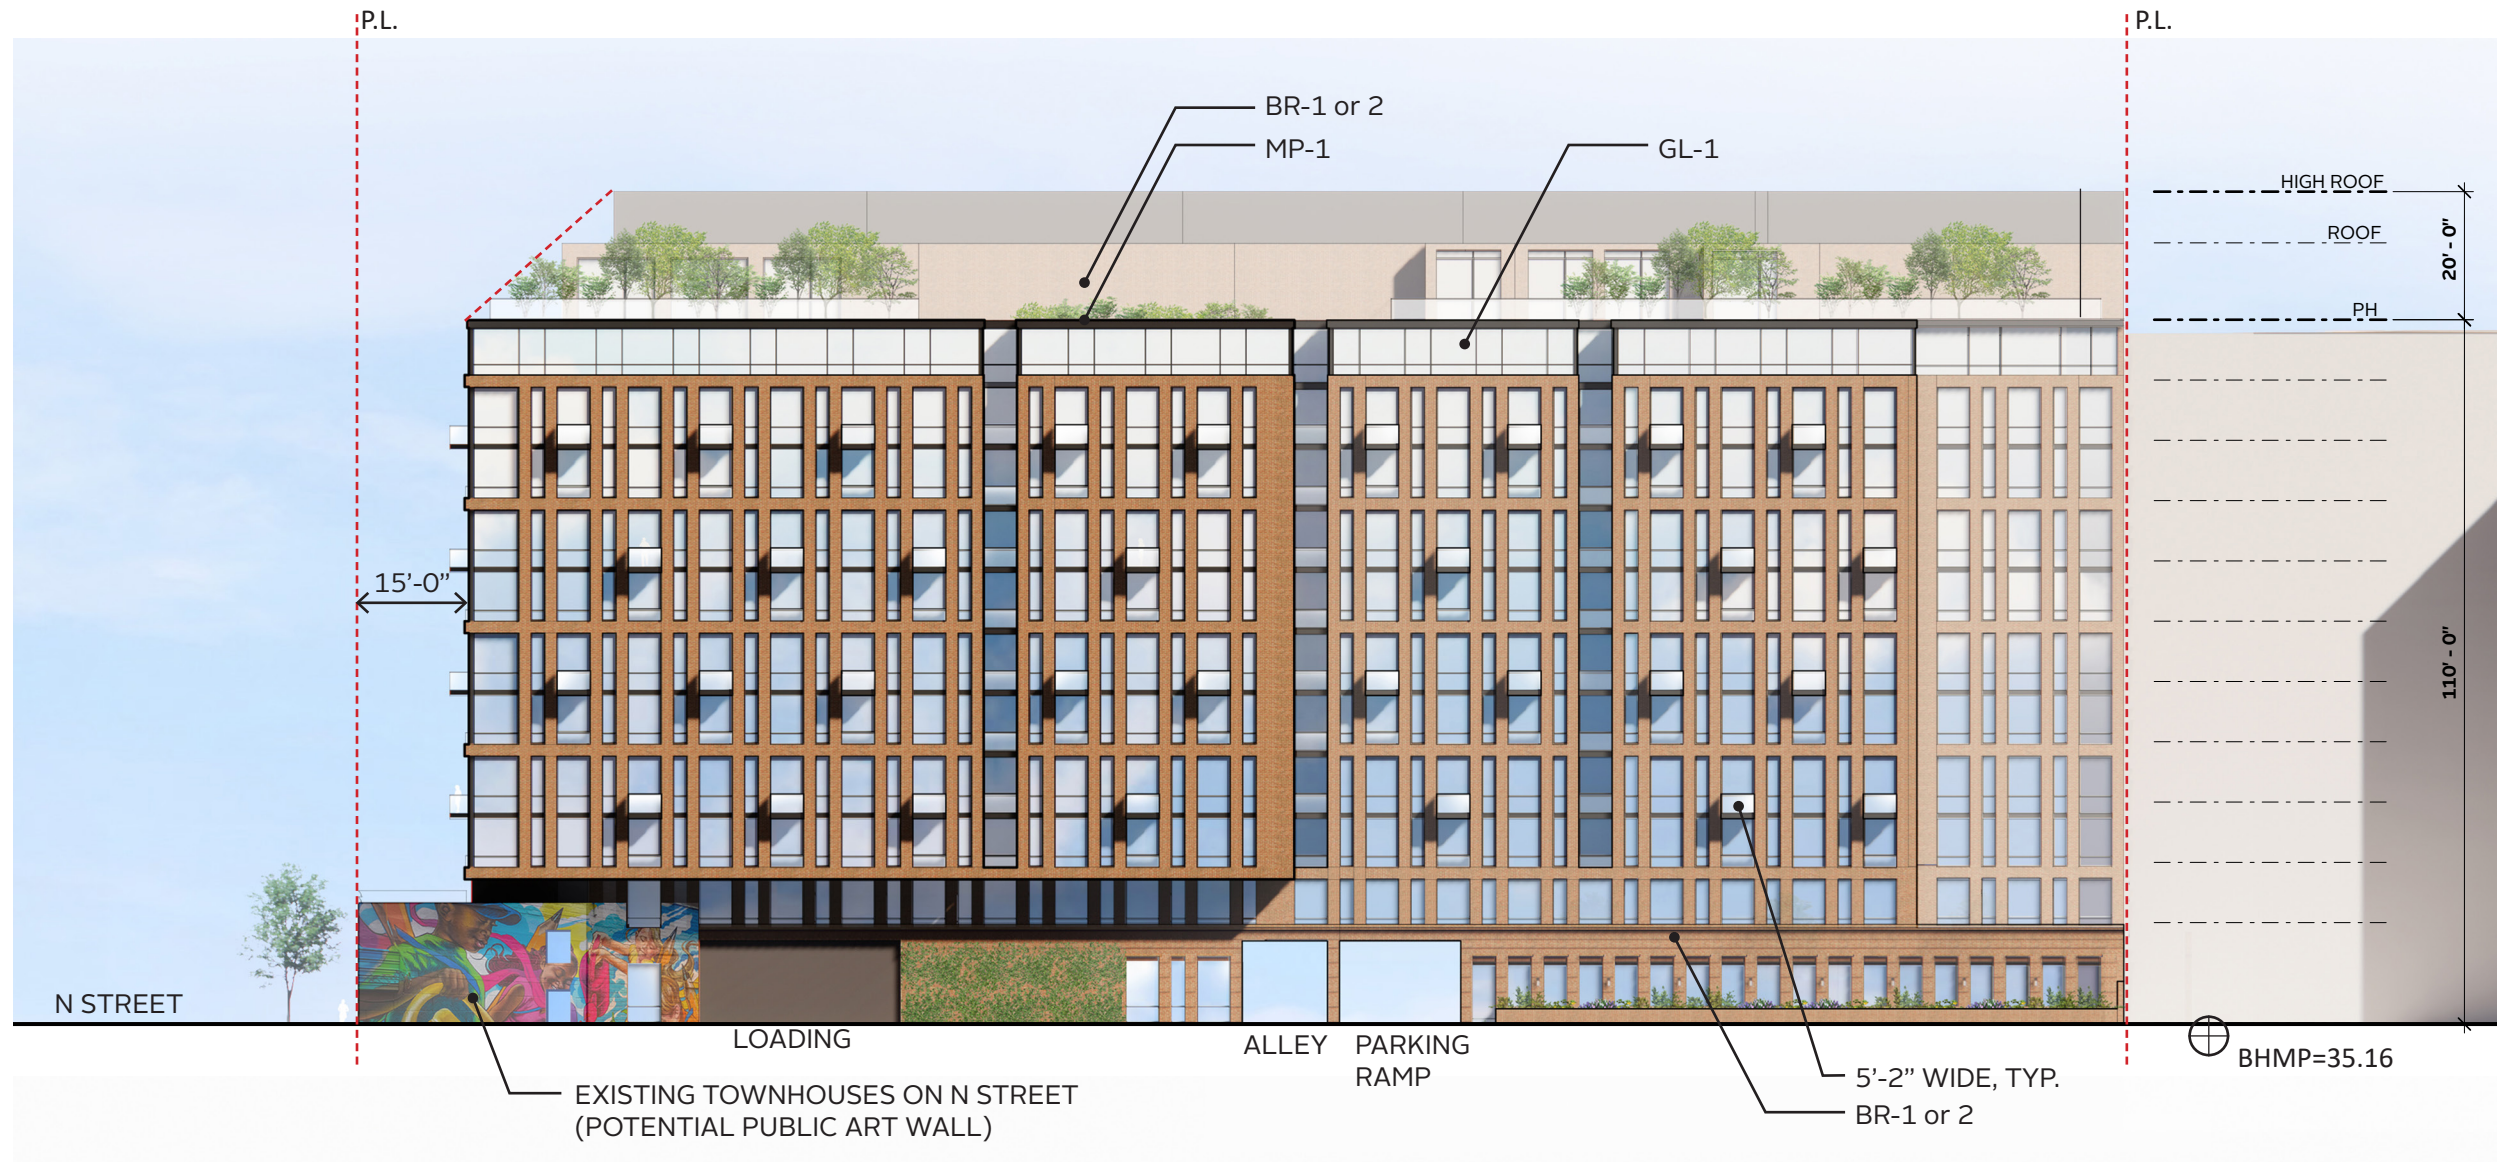 P.L.
P.L.
BR-1 or 2
MP-1
GL-1
HIGH ROOF
ROOF
20' - 0"
PH
15'-0"
110' - 0"
N STREET
LOADING
ALLEY
PARKING
RAMP
BHMP=35.16
5'-2" WIDE, TYP.
BR-1 or 2
EXISTING TOWNHOUSES ON N STREET
(POTENTIAL PUBLIC ART WALL)